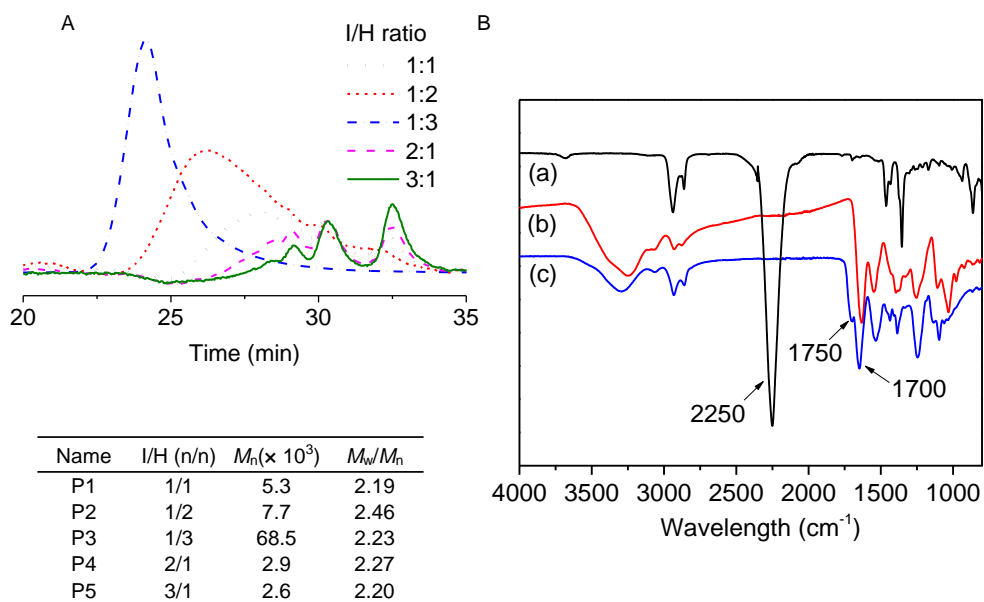 A
I/H ratio
1:1
1:2
1:3
2:1
3:1
20 25 30 35
Time (min)
Name I/H (n/n) Mn(× 10³) Mw/Mn
P1 1/1 5.3 2.19
P2 1/2 7.7 2.46
P3 1/3 68.5 2.23
P4 2/1 2.9 2.27
P5 3/1 2.6 2.20
B
(a)
(b)
(c)
1750
2250
1700
4000 3500 3000 2500 2000 1500 1000
Wavelength (cm⁻¹)